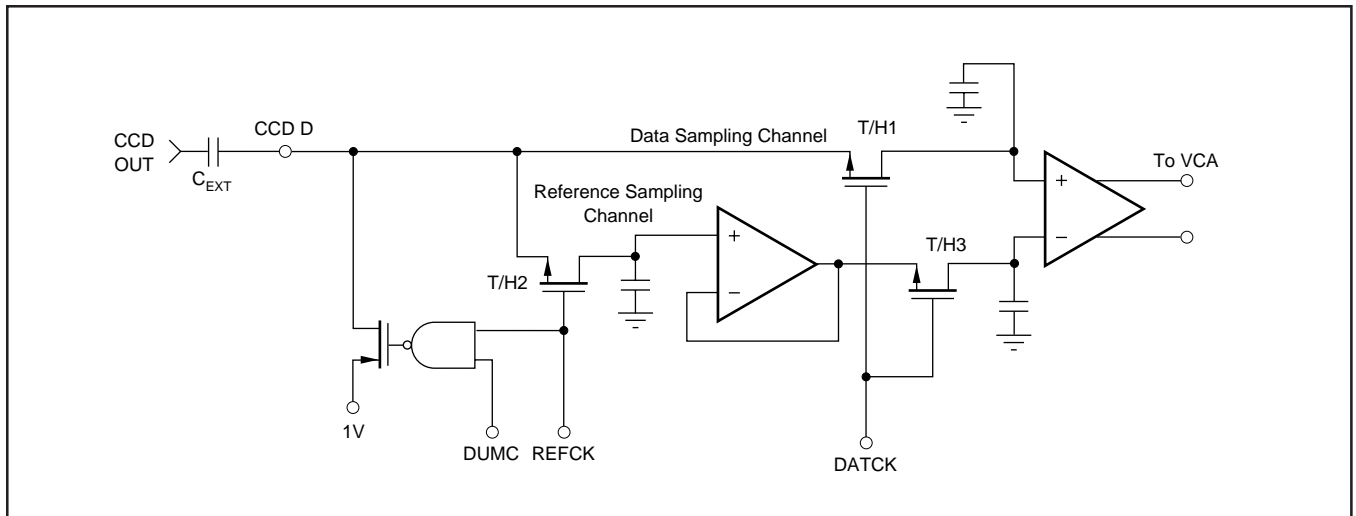 CCD
OUT
C_EXT
CCD D
Data Sampling Channel
T/H1
To VCA
Reference Sampling
Channel
T/H2
+
−
T/H3
+
−
1V
DUMC
REFCK
DATCK